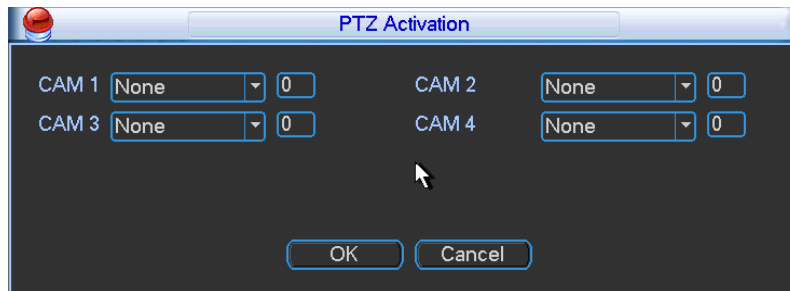 PTZ Activation
CAM 1 None 0 CAM 2 None 0
CAM 3 None 0 CAM 4 None 0
OK Cancel